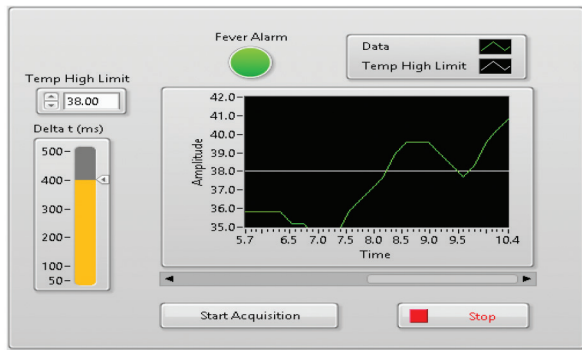 Fever Alarm
Data
Temp High Limit
Temp High Limit
38.00
Delta t (ms)
500
400
300
200
100
50
Amplitude
42.0
41.0
40.0
39.0
38.0
37.0
36.0
35.0
5.7 6.5 7.0 7.5 8.0 8.5 9.0 9.5 10.4
Time
Start Acquisition
Stop